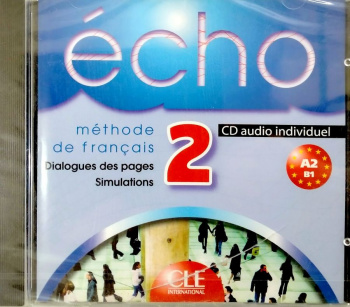 écho
méthode
de français
2
CD audio individuel
Dialogues des pages
Simulations
A2
B1
CLE
INTERNATIONAL